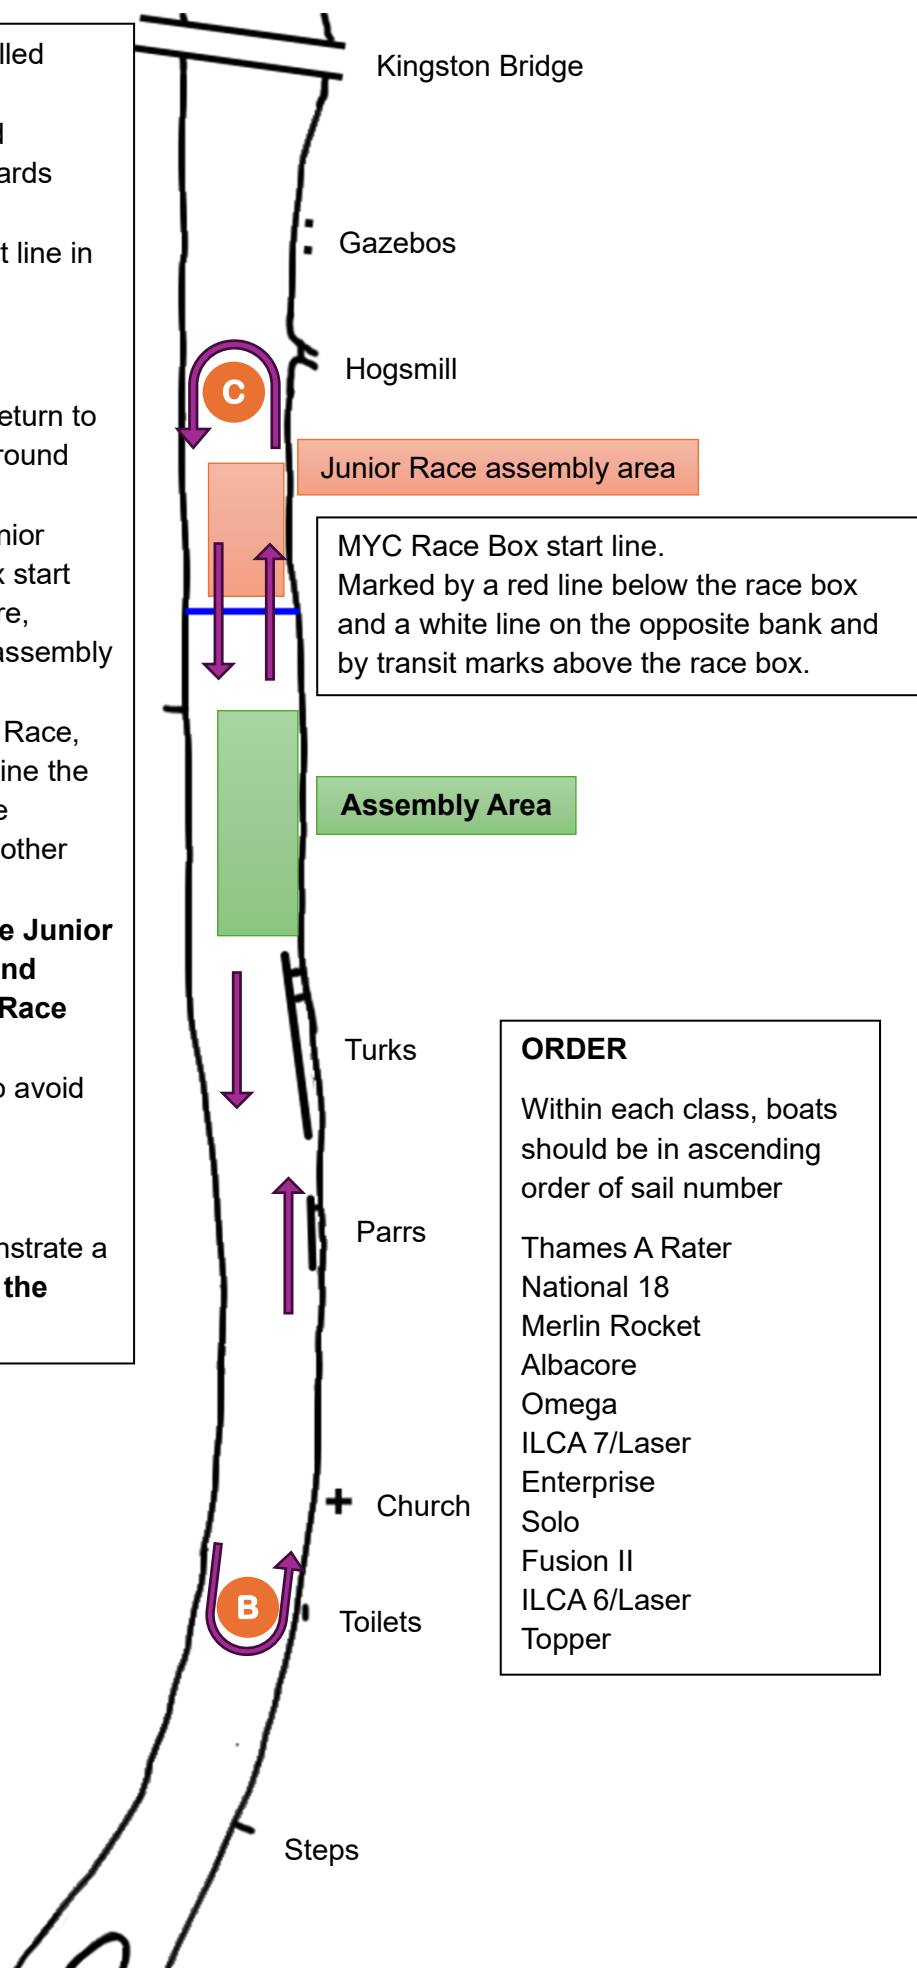 lled
d
ards
t line in
eturn to
round
nior
x start
re,
assembly
Race,
ine the
e
other
e Junior
nd
Race
o avoid
nstrate a
the
Kingston Bridge
Gazebos
Hogsmill
C
Junior Race assembly area
MYC Race Box start line.
Marked by a red line below the race box
and a white line on the opposite bank and
by transit marks above the race box.
Assembly Area
Turks
Parrs
Church
B
Toilets
Steps
ORDER
Within each class, boats
should be in ascending
order of sail number
Thames A Rater
National 18
Merlin Rocket
Albacore
Omega
ILCA 7/Laser
Enterprise
Solo
Fusion II
ILCA 6/Laser
Topper